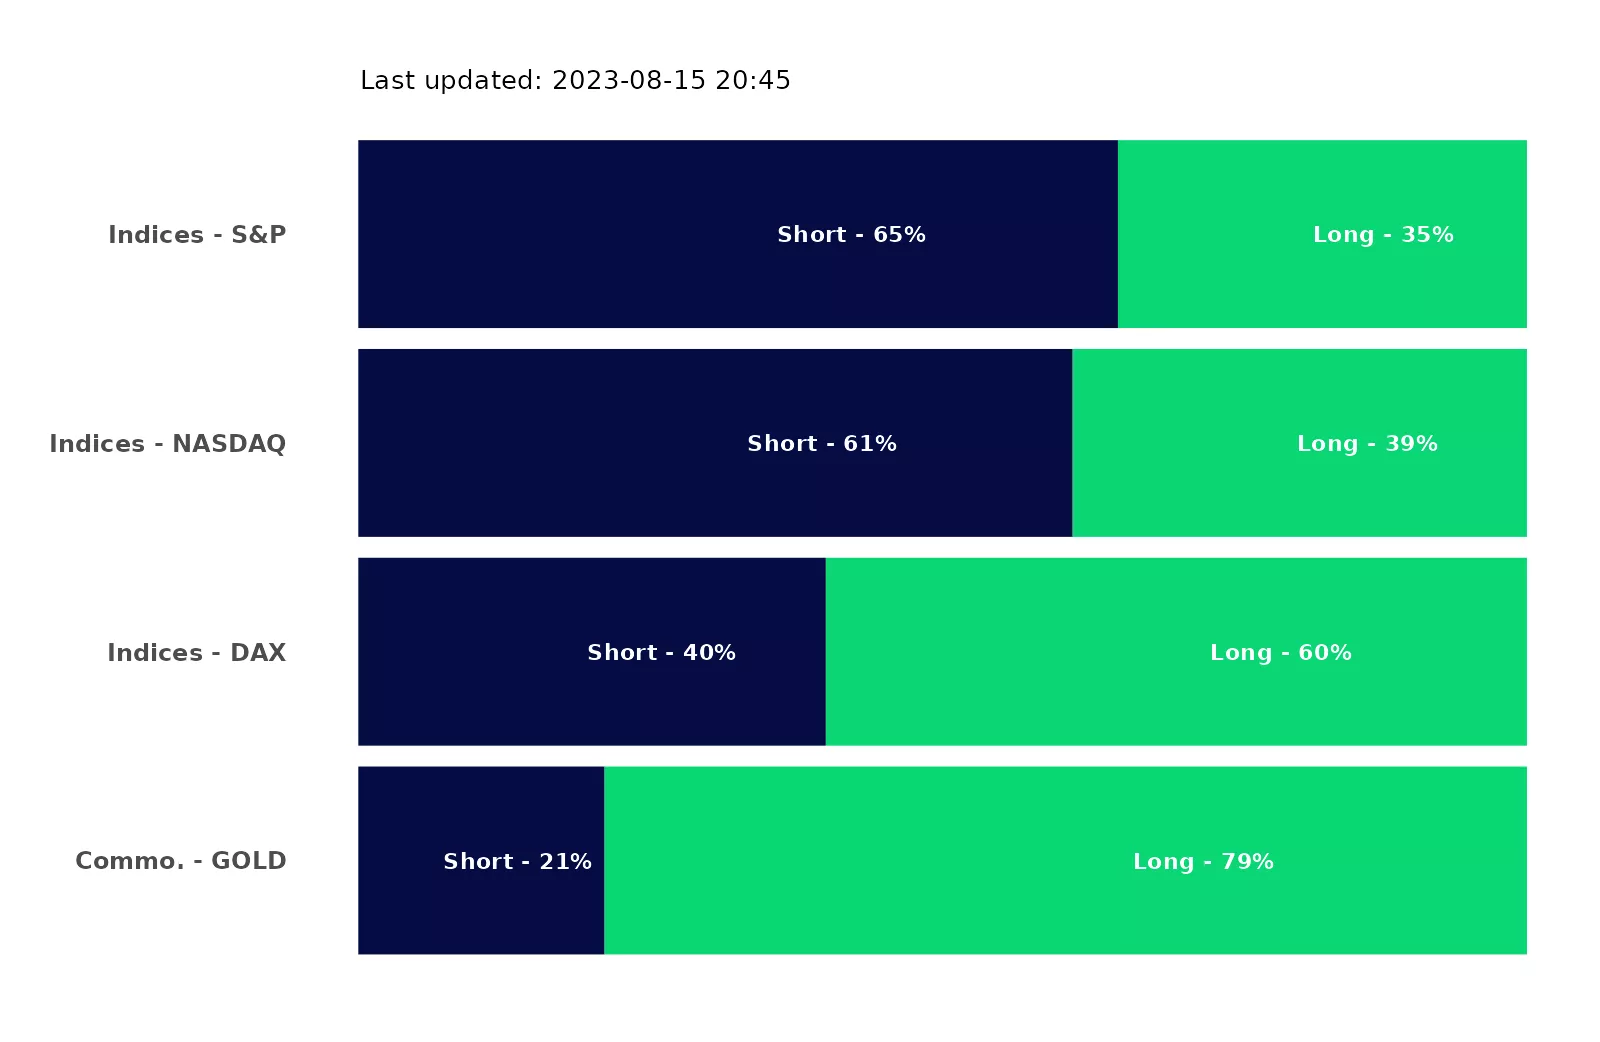 Last updated: 2023-08-15 20:45
Indices - S&P
Short - 65%
Long - 35%
Indices - NASDAQ
Short - 61%
Long - 39%
Indices - DAX
Short - 40%
Long - 60%
Commo. - GOLD
Short - 21%
Long - 79%